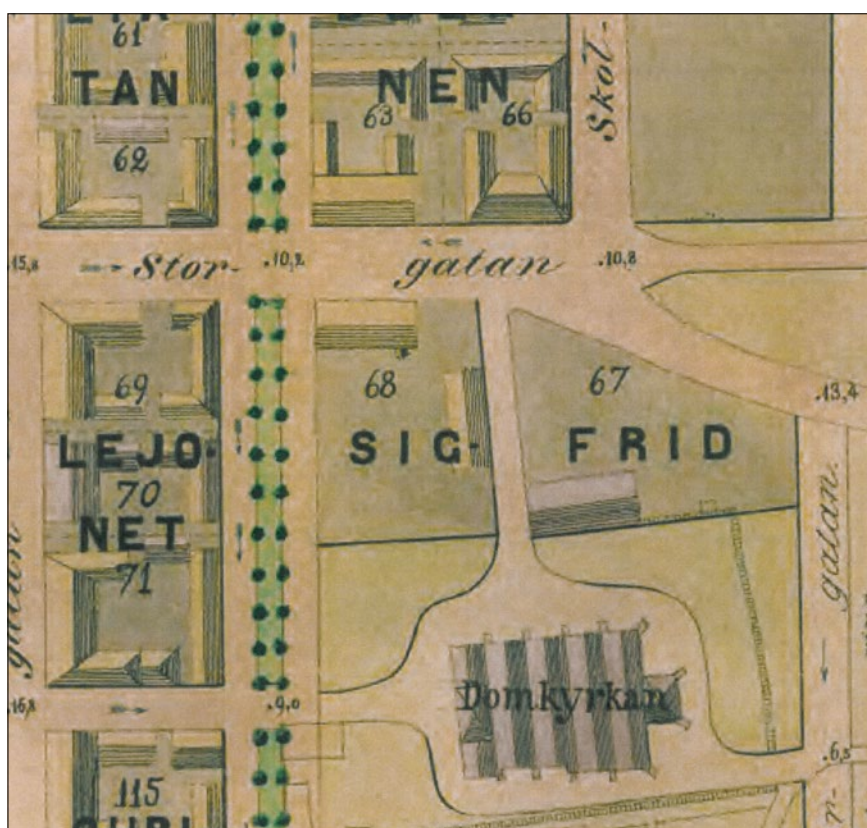 61
TAN
NEN
63
66
Skol-
62
15,8
Stor-
.10,2
gatan
.10,8
69
68
67
13,4
LEJO-
SIG-
FRID
70
NET
71
gatan.
gatan
Domkyrkan
16,8
.9,0
.6,5
115